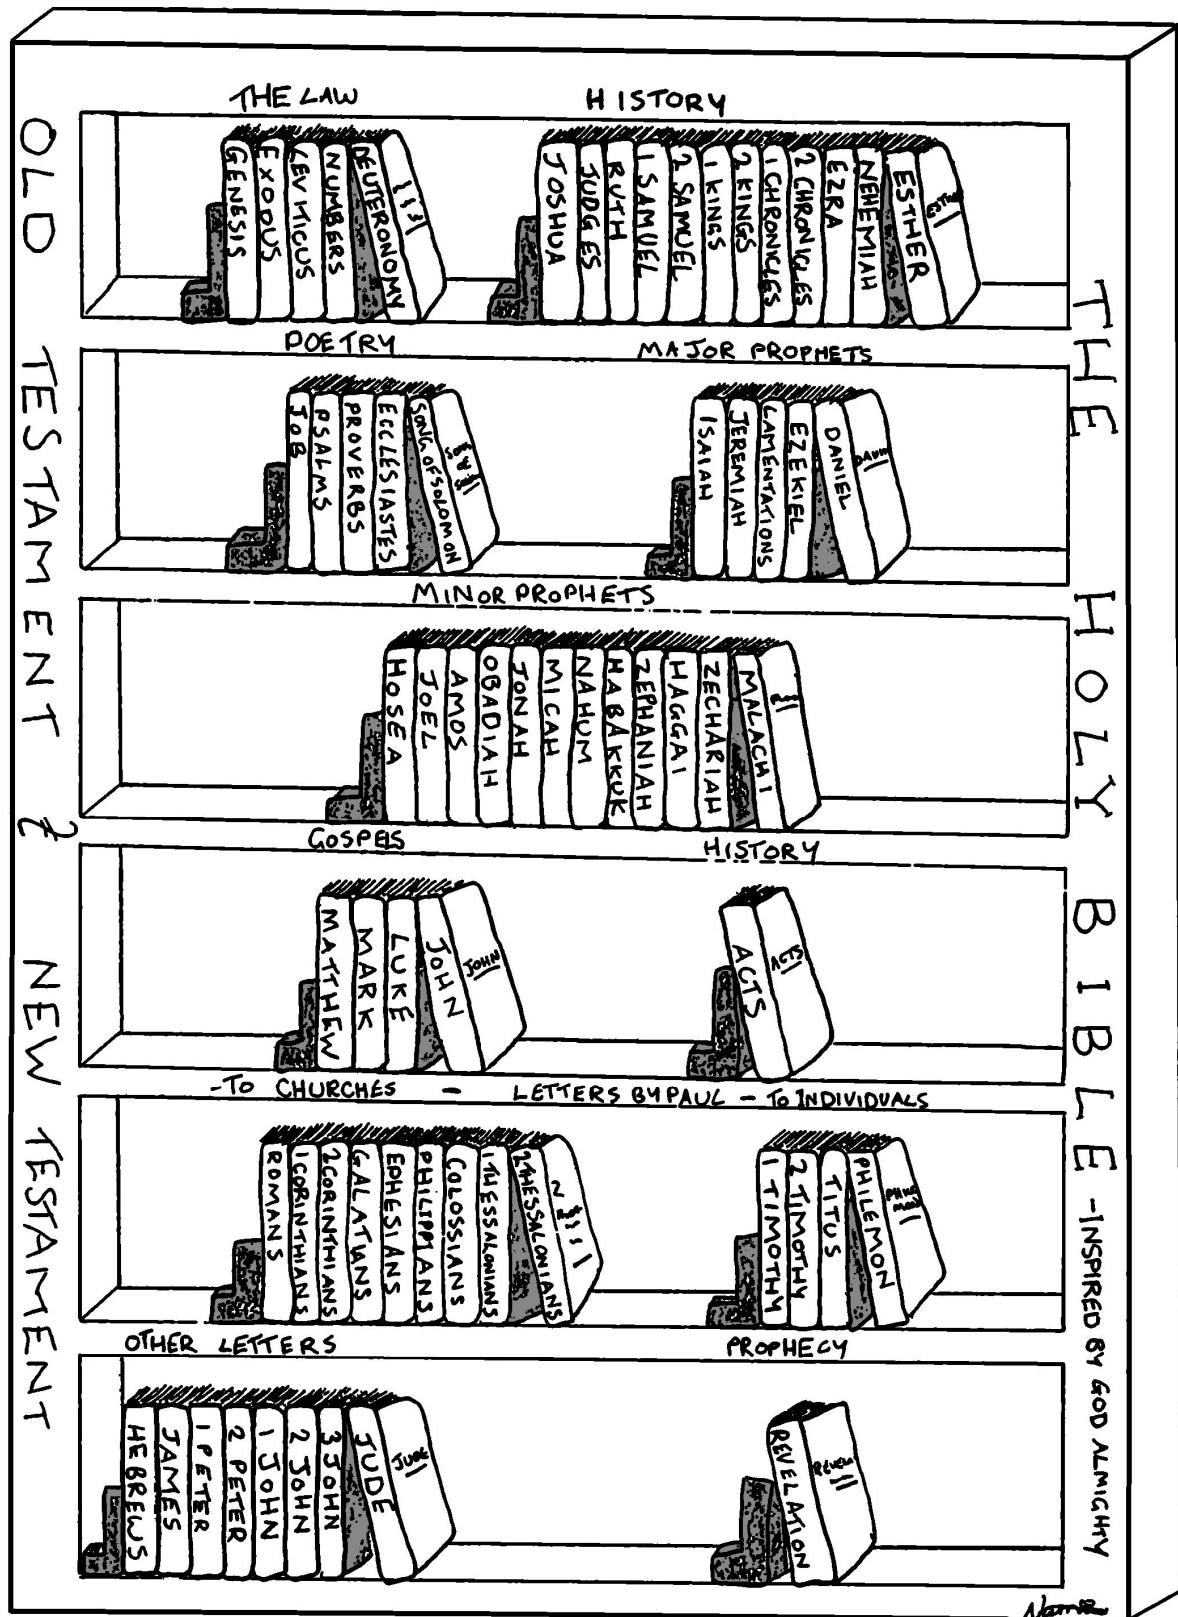 THE LAW
HISTORY
GENESIS
EXODUS
LEVITICUS
NUMBERS
DEUTERONOMY
JOSHUA
JUDGES
RUTH
1 SAMUEL
2 SAMUEL
1 KINGS
2 KINGS
1 CHRONICLES
2 CHRONICLES
EZRA
NEHEMIAH
ESTHER
POETRY
MAJOR PROPHETS
JOB
PSALMS
PROVERBS
ECCLESIASTES
SONG OF SOLOMON
ISAIAH
JEREMIAH
LAMENTATIONS
EZEKIEL
DANIEL
MINOR PROPHETS
HOSEA
JOEL
AMOS
OBADIAH
JONAH
MICAH
NAHUM
HABAKKUK
ZEPHANIAH
HAGGAI
ZECHARIAH
MALACHI
GOSPELS
HISTORY
MATTHEW
MARK
LUKE
JOHN
JOHN
ACTS
ACTS
-TO CHURCHES - LETTERS BY PAUL - TO INDIVIDUALS
ROMANS
1 CORINTHIANS
2 CORINTHIANS
GALATIANS
EPHESIANS
PHILIPPIANS
COLOSSIANS
1 THESSALONIANS
2 THESSALONIANS
1 TIMOTHY
2 TIMOTHY
TITUS
PHILEMON
OTHER LETTERS
PROPHECY
HEBREWS
JAMES
1 PETER
2 PETER
1 JOHN
2 JOHN
3 JOHN
JUDE
JUDE
REVELATION
OLD TESTAMENT & NEW TESTAMENT
THE HOLY BIBLE -INSPIRED BY GOD ALMIGHTY